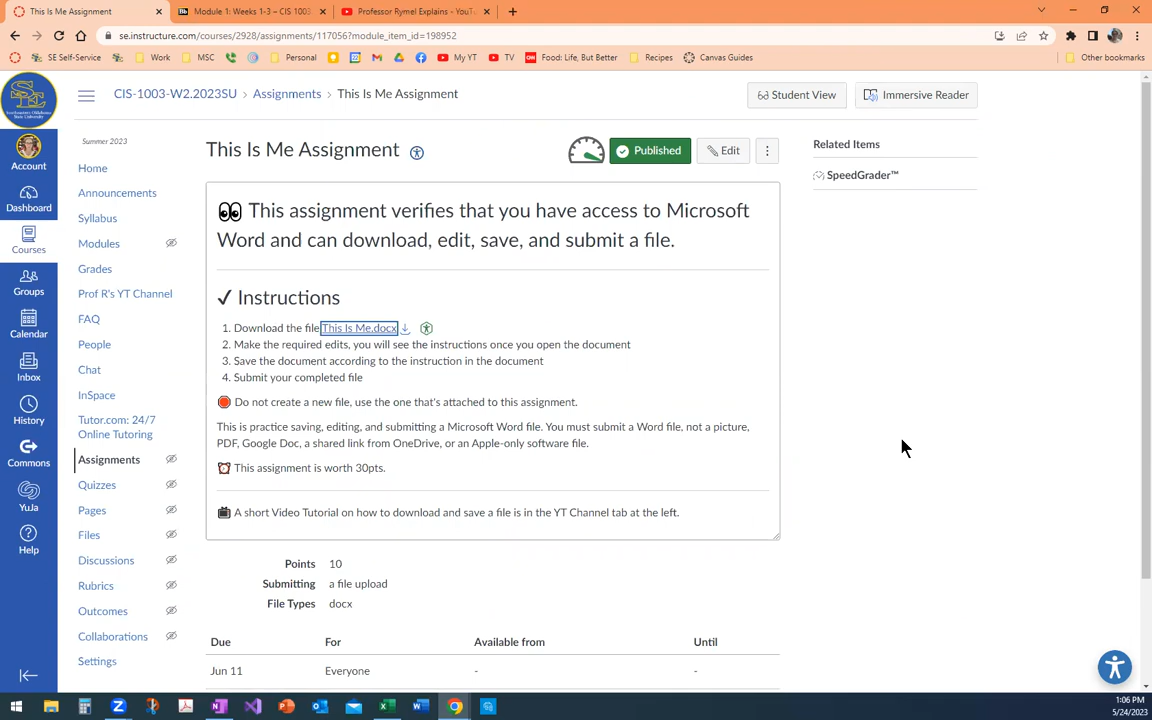 This Is Me Assignment
Module 1: Weeks 1-3 – CIS 1003
Professor Rymel Explains - YouT
se.instructure.com/courses/2928/assignments/117056?module_item_id=198952
SE Self-Service
Work
MSC
Personal
My YT
TV
Food: Life, But Better
Recipes
Canvas Guides
Other bookmarks
CIS-1003-W2.2023SU
Assignments
This Is Me Assignment
Student View
Immersive Reader
Account
Dashboard
Courses
Groups
Calendar
Inbox
History
Commons
YuJa
Help
Summer 2023
Home
Announcements
Syllabus
Modules
Grades
Prof R's YT Channel
FAQ
People
Chat
InSpace
Tutor.com: 24/7
Online Tutoring
Assignments
Quizzes
Pages
Files
Discussions
Rubrics
Outcomes
Collaborations
Settings
This Is Me Assignment
Published
Edit
Related Items
SpeedGrader™
This assignment verifies that you have access to Microsoft
Word and can download, edit, save, and submit a file.
✓ Instructions
1. Download the file This Is Me.docx
2. Make the required edits, you will see the instructions once you open the document
3. Save the document according to the instruction in the document
4. Submit your completed file
Do not create a new file, use the one that's attached to this assignment.
This is practice saving, editing, and submitting a Microsoft Word file. You must submit a Word file, not a picture,
PDF, Google Doc, a shared link from OneDrive, or an Apple-only software file.
This assignment is worth 30pts.
A short Video Tutorial on how to download and save a file is in the YT Channel tab at the left.
Points 10
Submitting a file upload
File Types docx
Due For Available from Until
Jun 11 Everyone - -
1:06 PM
5/24/2023